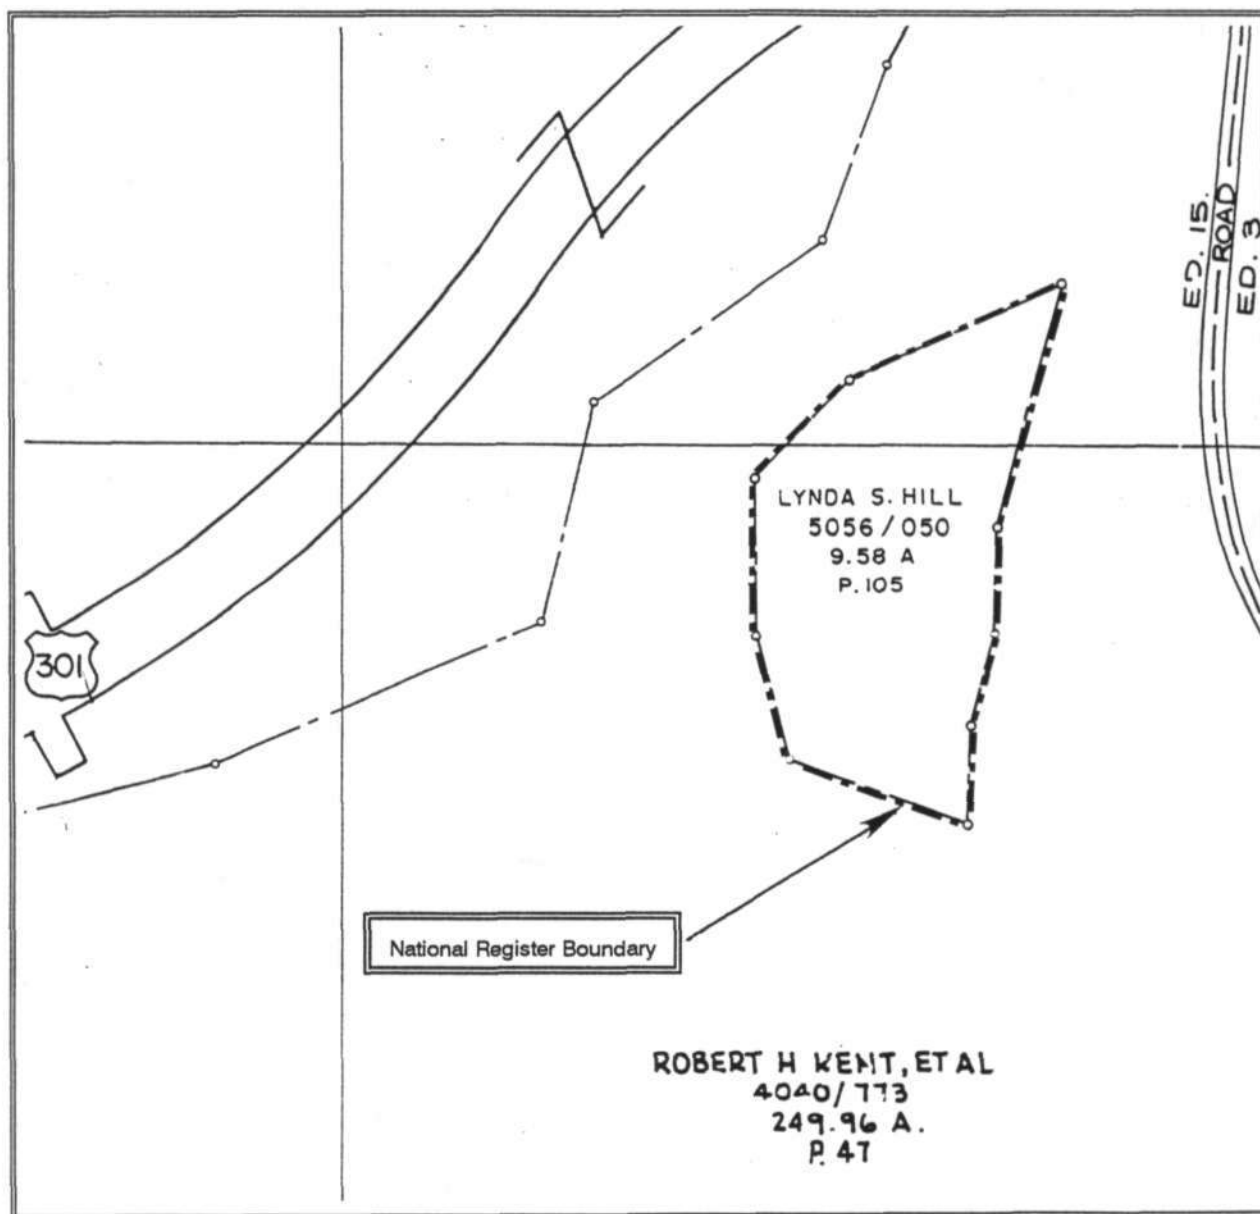 ED. 15.
ROAD
ED. 3
LYNDA S. HILL
5056 / 050
9.58 A
P. 105
301
National Register Boundary
ROBERT H KENT, ET AL
4040 / 773
249.96 A.
P. 47